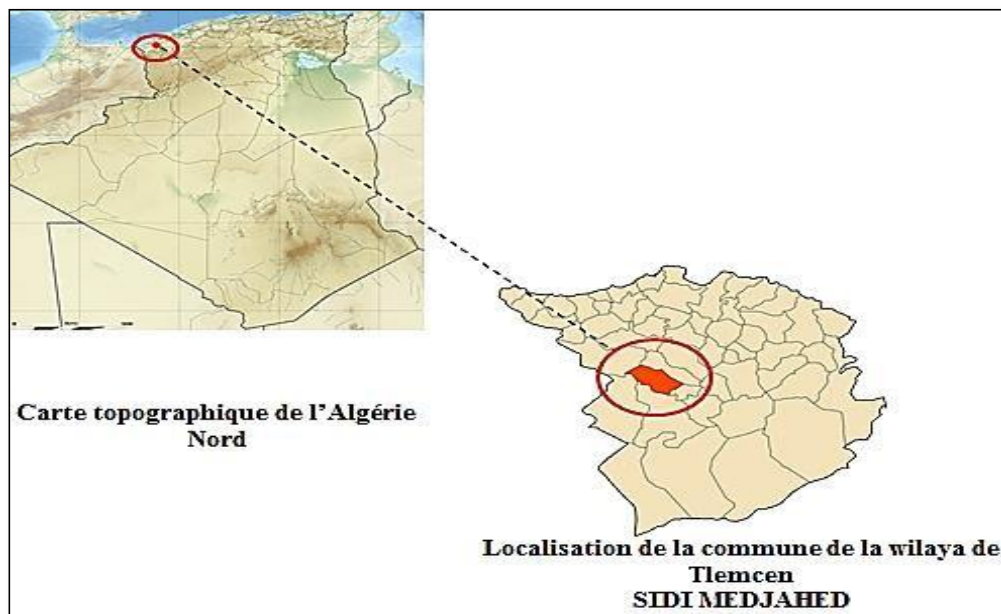 Carte topographique de l'Algérie
Nord
Localisation de la commune de la wilaya de
Tlemcen
SIDI MEDJAHED